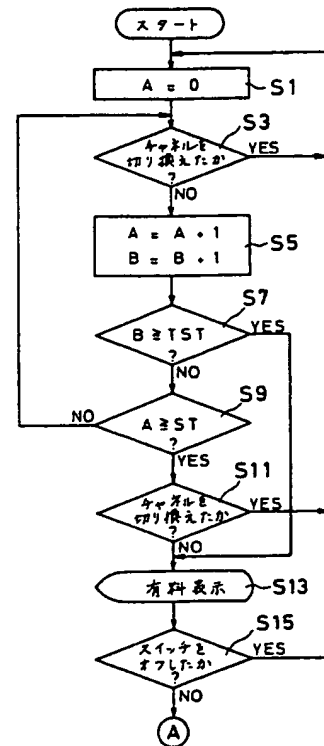 スタート
A = 0
S1
チャネルを
切り換えたか
?
S3
YES
NO
A = A + 1
B = B + 1
S5
B ≧ TST
?
S7
YES
NO
A ≧ ST
?
S9
NO
YES
チャネルを
切り換えたか
?
S11
YES
NO
有料表示
S13
スイッチを
オフしたか
?
S15
YES
NO
A